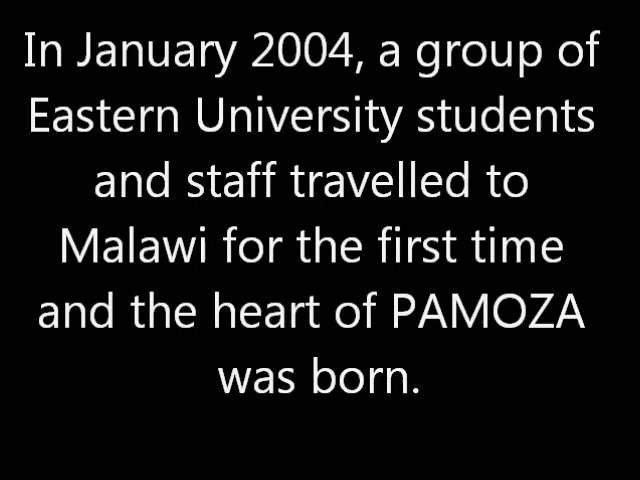 In January 2004, a group of
Eastern University students
and staff travelled to
Malawi for the first time
and the heart of PAMOZA
was born.